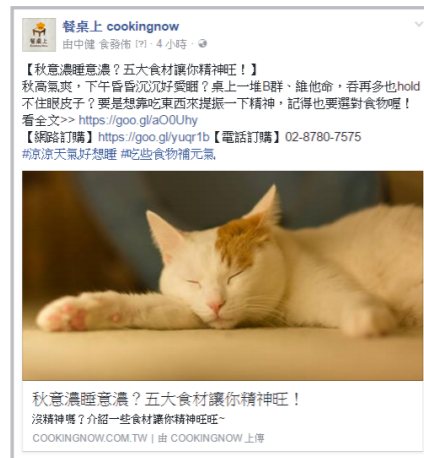 餐桌上 cookingnow
由中健 食發佈 [?] · 4 小時 ·
【秋意濃睡意濃？五大食材讓你精神旺！】
秋高氣爽，下午昏昏沉沉好愛睏？桌上一堆B群、維他命，吞再多也hold
不住眼皮子？要是想靠吃東西來提振一下精神，記得也要選對食物喔！
看全文>> https://goo.gl/aO0Uhy
【網路訂購】https://goo.gl/yuqr1b【電話訂購】02-8780-7575
#涼涼天氣好想睡 #吃些食物補元氣
秋意濃睡意濃？五大食材讓你精神旺！
沒精神嗎？介紹一些食材讓你精神旺旺~
COOKINGNOW.COM.TW | 由 COOKINGNOW 上傳